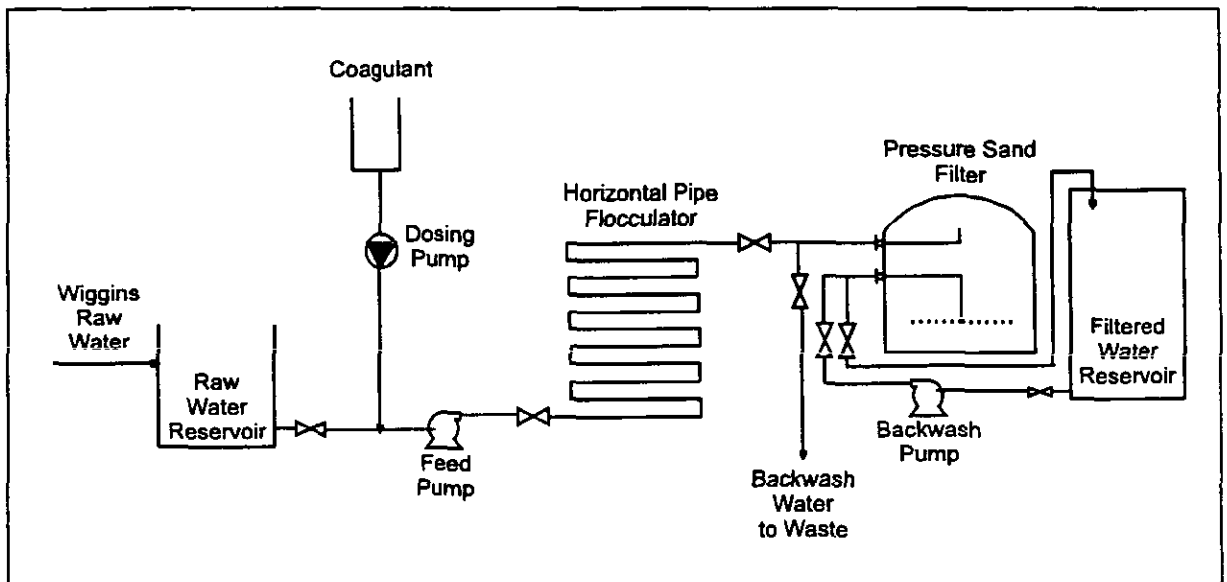 Coagulant
Dosing
Pump
Wiggins
Raw
Water
Raw
Water
Reservoir
Feed
Pump
Horizontal Pipe
Flocculator
Pressure Sand
Filter
Filtered
Water
Reservoir
Backwash
Pump
Backwash
Water
to Waste